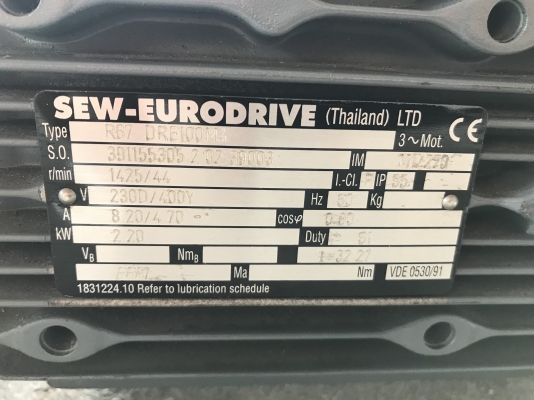 SEW-EURODRIVE (Thailand) LTD
Type R67 DRE100M4 3~Mot. CE
S.O. IM
r/min 1425/44 I.-Cl. F IP 55
V 230D/400Y Hz Kg
A 8.20/4.70 cosφ
kW 2.20 Duty S1
VB NmB 32.27
Ma Nm VDE 0530/91
1831224.10 Refer to lubrication schedule